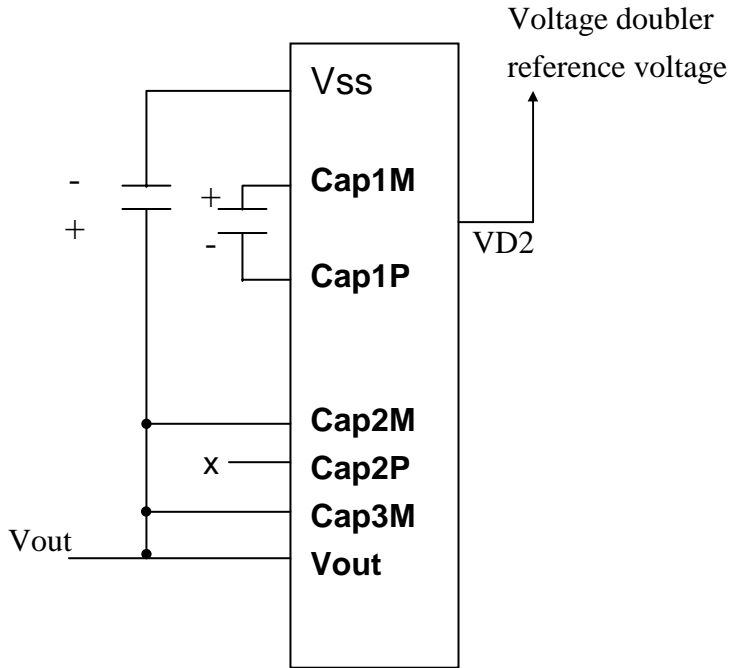 Voltage doubler
reference voltage
Vss
-
+
+
-
Cap1M
Cap1P
VD2
Cap2M
x
Cap2P
Cap3M
Vout
Vout